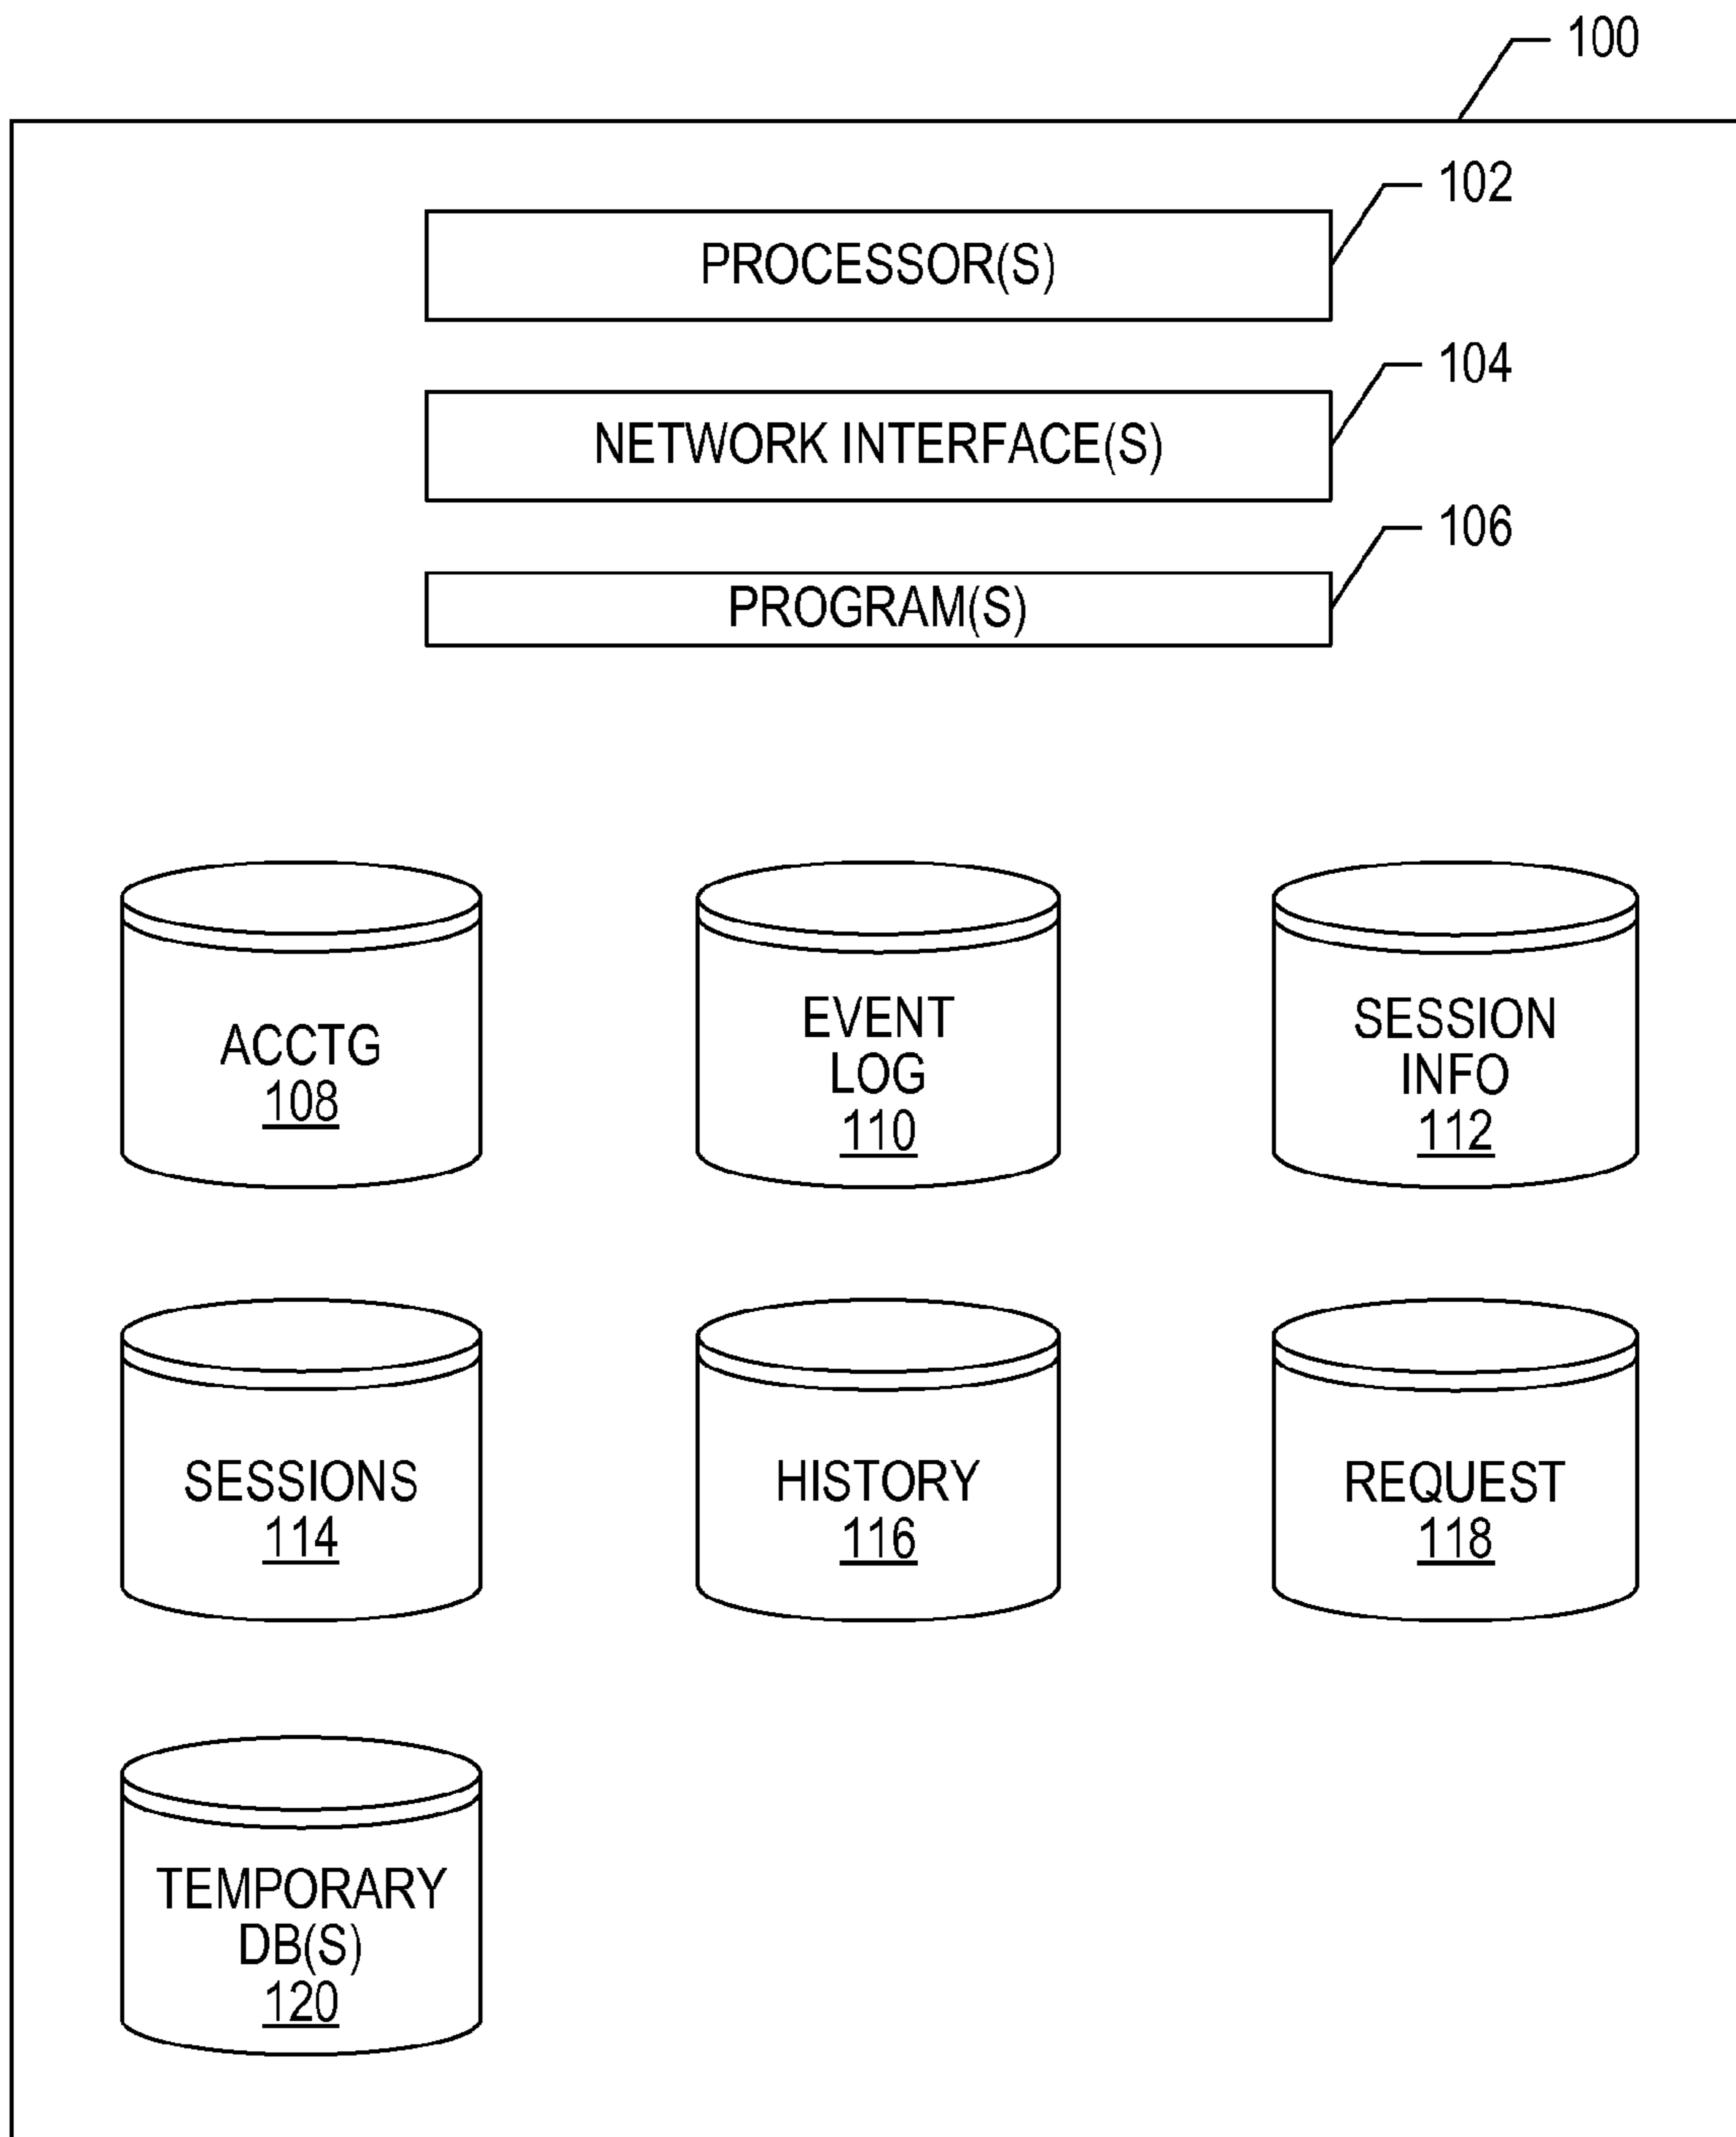 100
102
PROCESSOR(S)
104
NETWORK INTERFACE(S)
106
PROGRAM(S)
ACCTG
108
EVENT
LOG
110
SESSION
INFO
112
SESSIONS
114
HISTORY
116
REQUEST
118
TEMPORARY
DB(S)
120